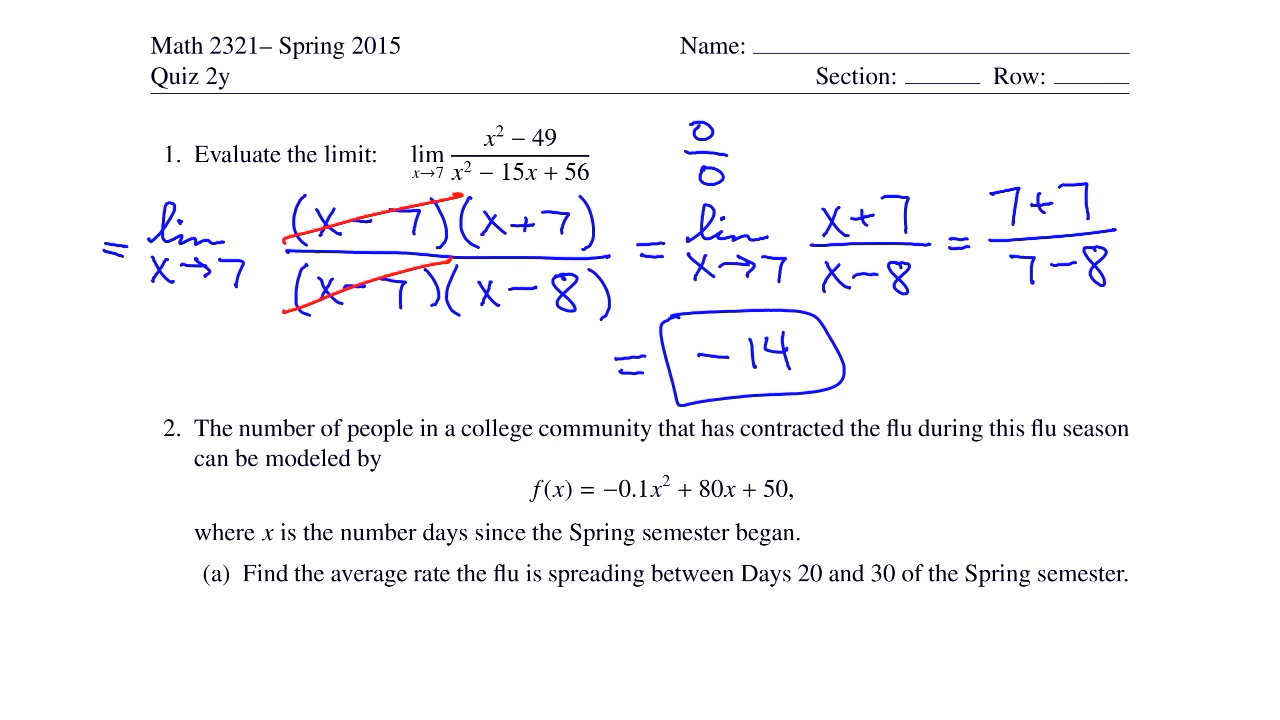 Math 2321– Spring 2015 Name:
Quiz 2y Section: Row:
1. Evaluate the limit: lim x→7 (x² − 49)/(x² − 15x + 56) 0/0
= lim x→7 (x−7)(x+7)/(x−7)(x−8) = lim x→7 (x+7)/(x−8) = (7+7)/(7−8)
= −14
2. The number of people in a college community that has contracted the flu during this flu season
can be modeled by
f(x) = −0.1x² + 80x + 50,
where x is the number days since the Spring semester began.
(a) Find the average rate the flu is spreading between Days 20 and 30 of the Spring semester.